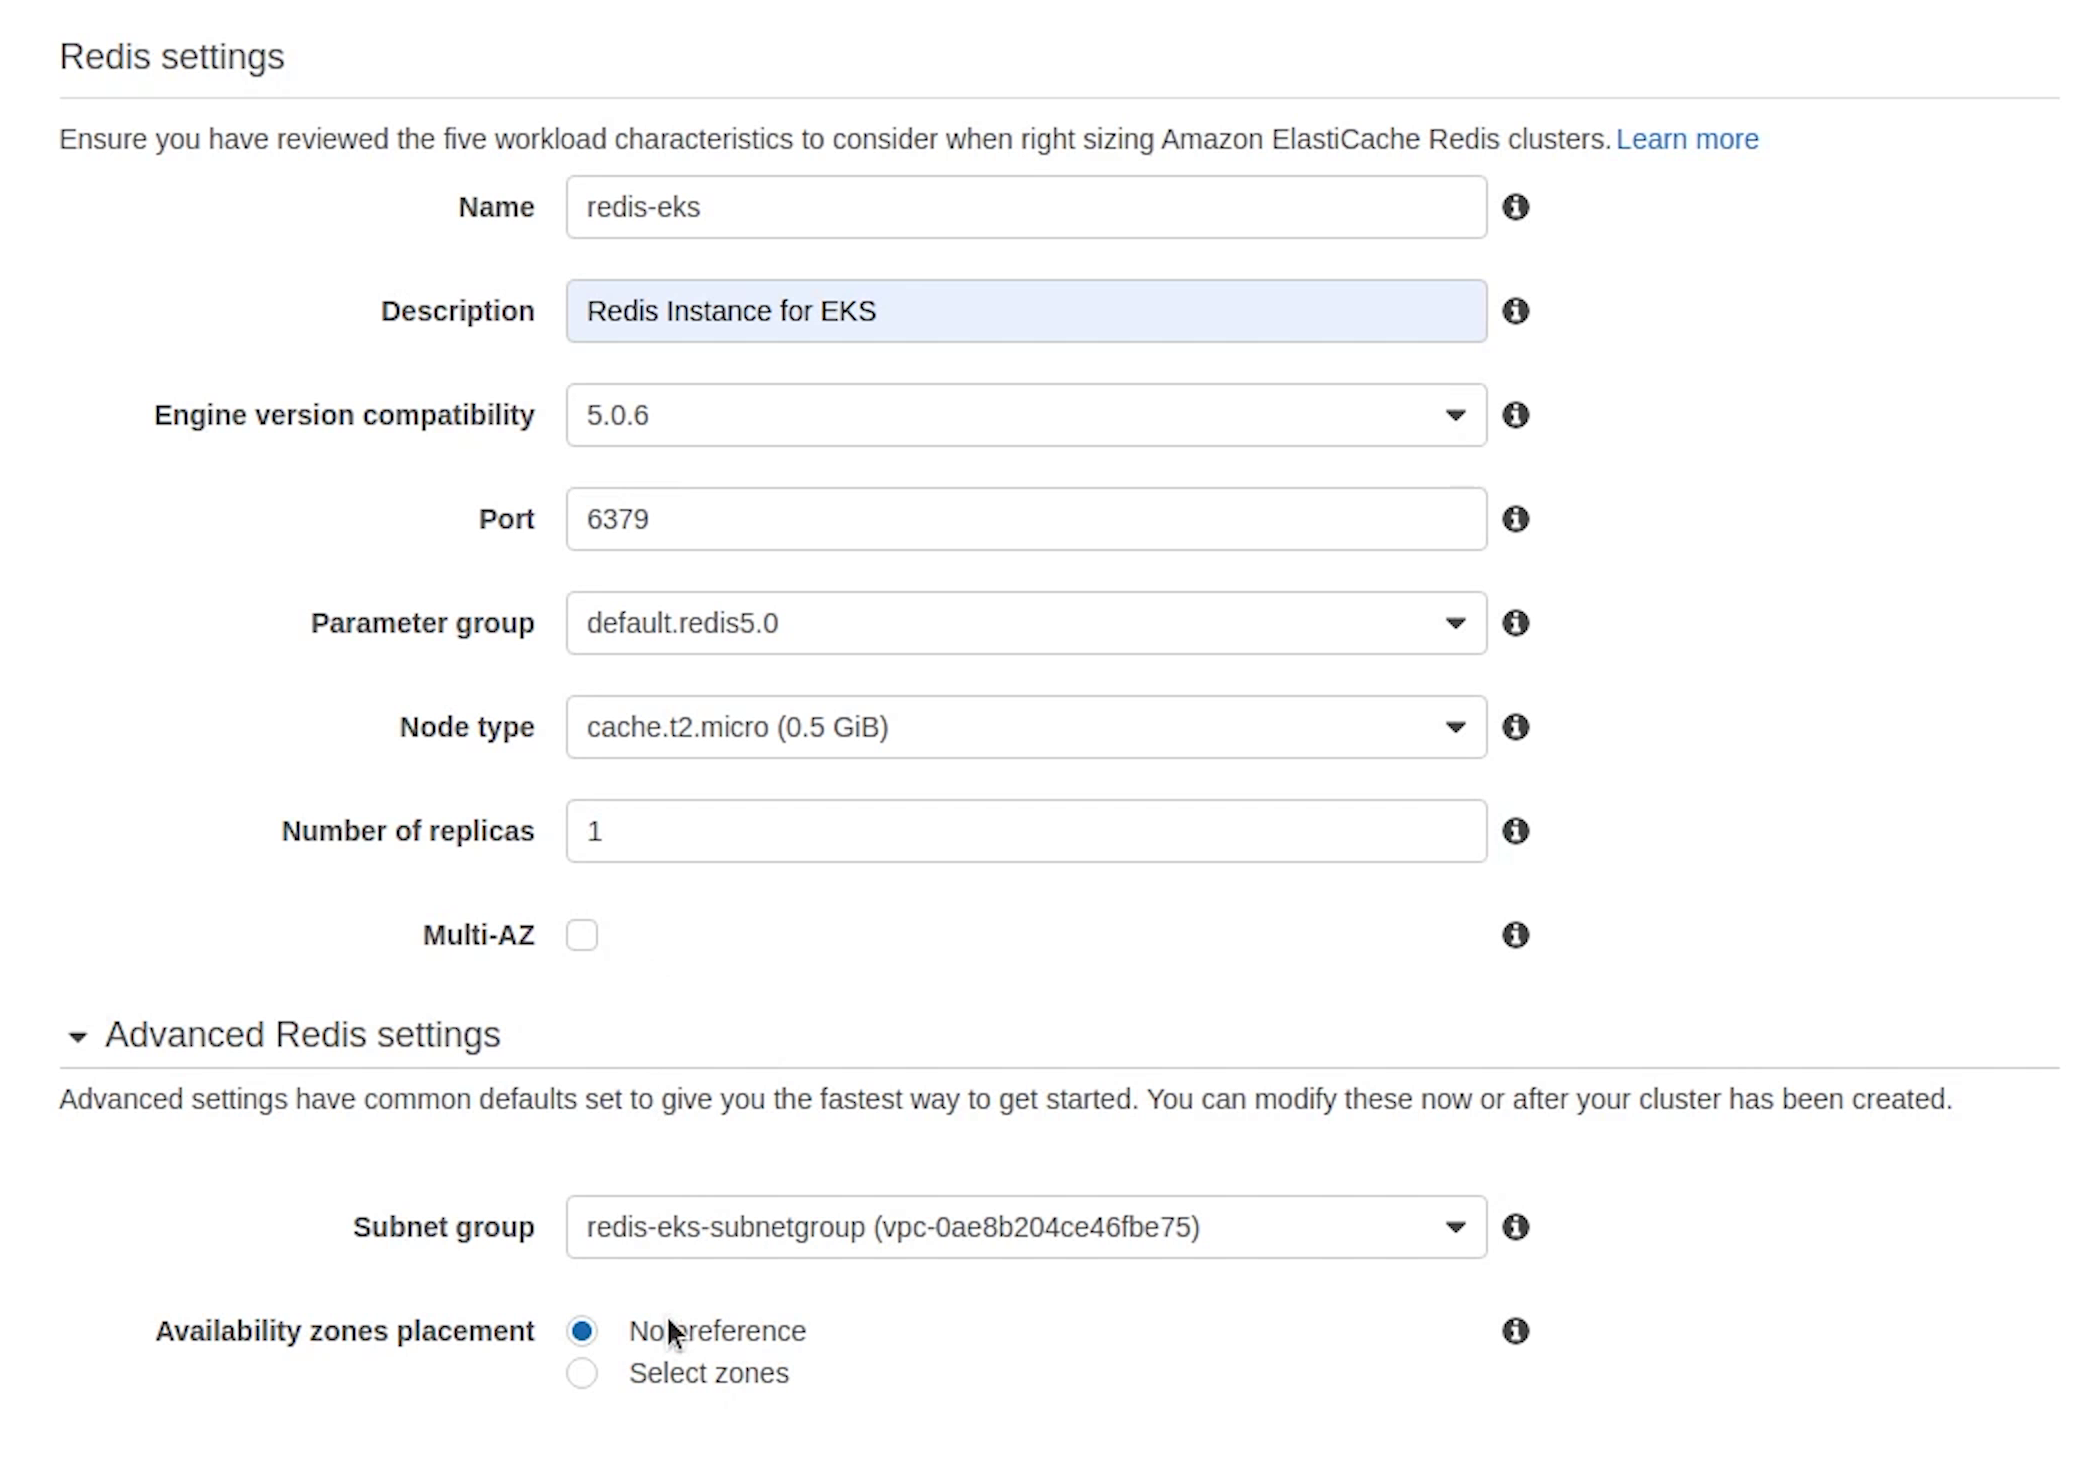 Redis settings
Ensure you have reviewed the five workload characteristics to consider when right sizing Amazon ElastiCache Redis clusters. Learn more
Name redis-eks
Description Redis Instance for EKS
Engine version compatibility 5.0.6
Port 6379
Parameter group default.redis5.0
Node type cache.t2.micro (0.5 GiB)
Number of replicas 1
Multi-AZ
Advanced Redis settings
Advanced settings have common defaults set to give you the fastest way to get started. You can modify these now or after your cluster has been created.
Subnet group redis-eks-subnetgroup (vpc-0ae8b204ce46fbe75)
Availability zones placement No preference
Select zones